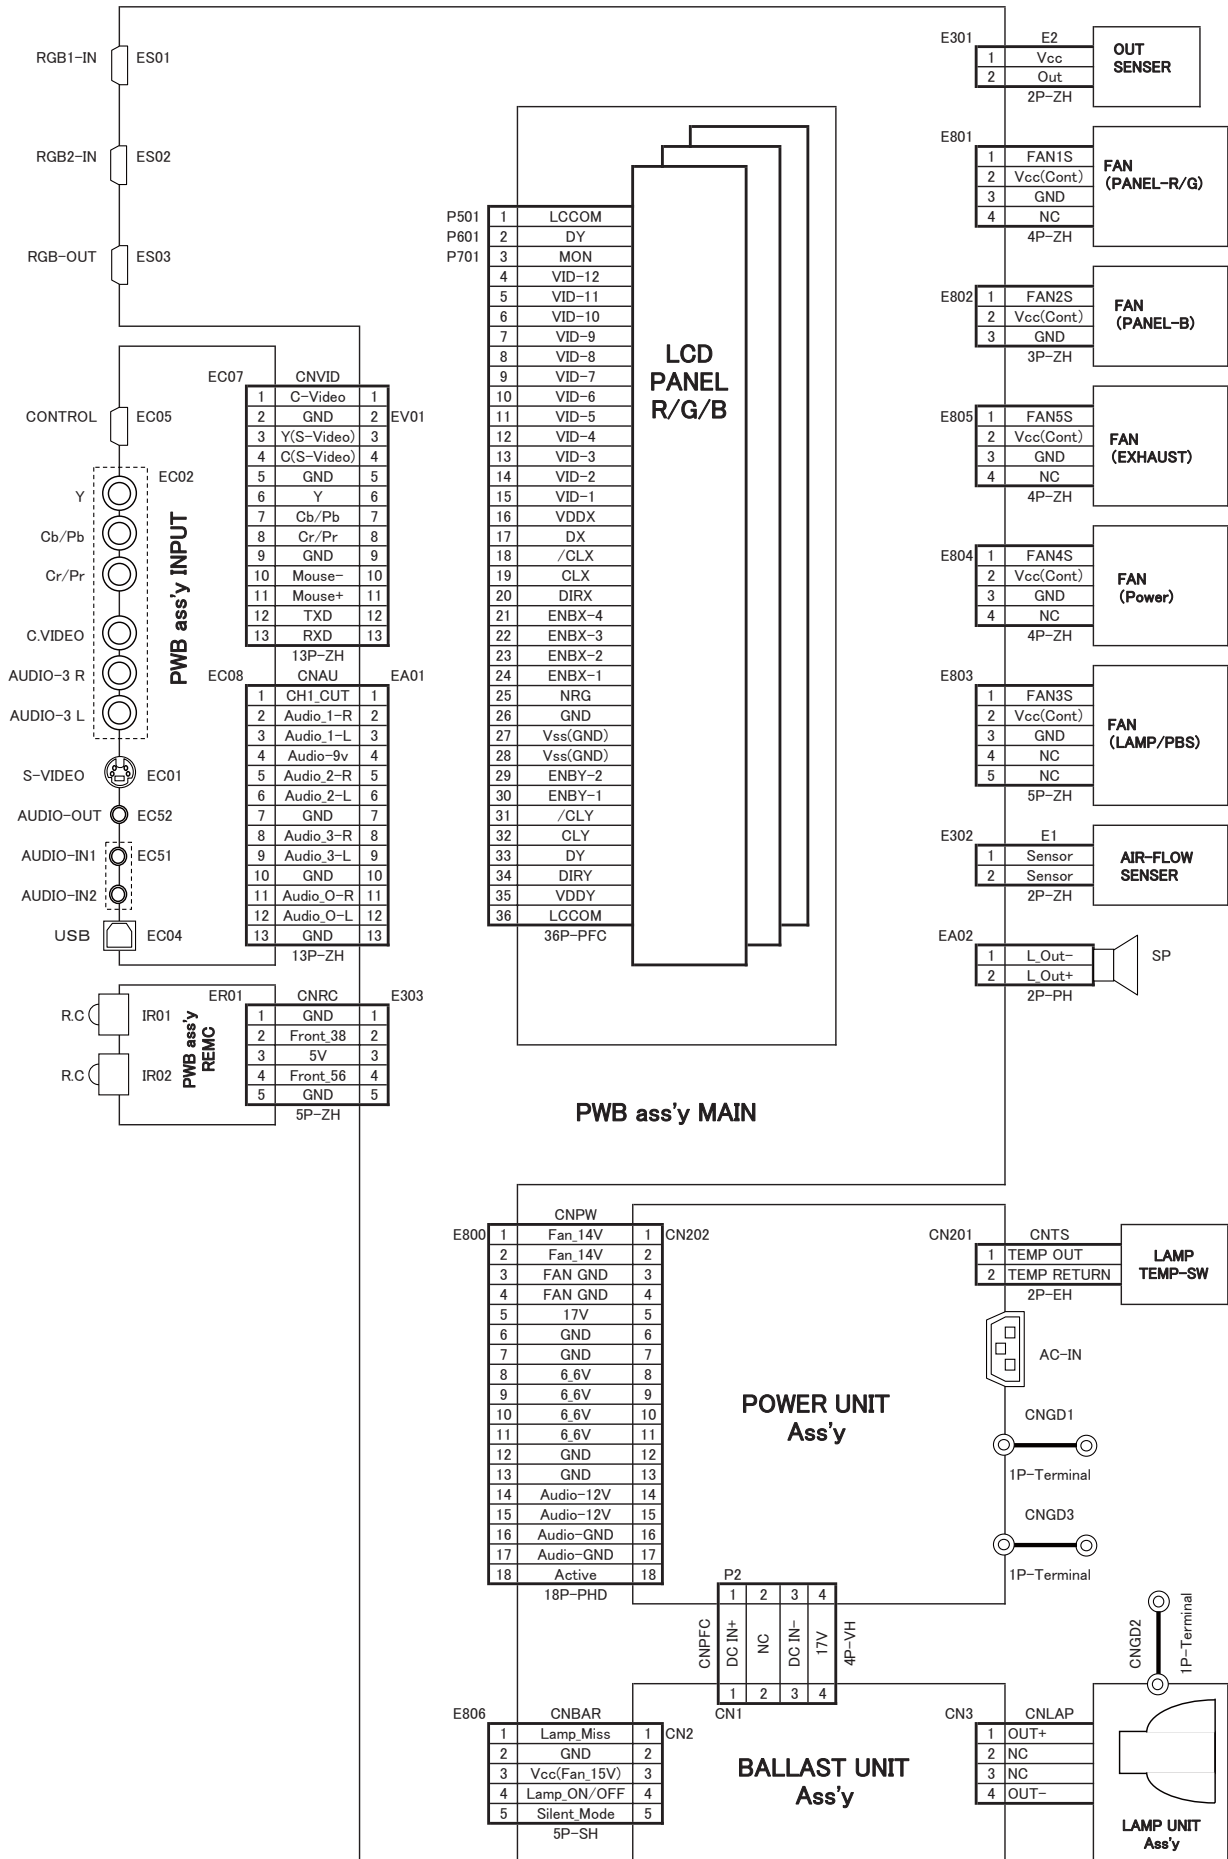 RGB1-IN ES01
RGB2-IN ES02
RGB-OUT ES03
CONTROL EC05
EC02
Y
Cb/Pb
Cr/Pr
C.VIDEO
AUDIO-3 R
AUDIO-3 L
S-VIDEO EC01
AUDIO-OUT EC52
AUDIO-IN1 EC51
AUDIO-IN2
USB EC04
PWB ass'y INPUT
EC07 CNVID
1 C-Video 1
2 GND 2 EV01
3 Y(S-Video) 3
4 C(S-Video) 4
5 GND 5
6 Y 6
7 Cb/Pb 7
8 Cr/Pr 8
9 GND 9
10 Mouse- 10
11 Mouse+ 11
12 TXD 12
13 RXD 13
13P-ZH
EC08 CNAU EA01
1 CH1_CUT 1
2 Audio_1-R 2
3 Audio_1-L 3
4 Audio-9v 4
5 Audio_2-R 5
6 Audio_2-L 6
7 GND 7
8 Audio_3-R 8
9 Audio_3-L 9
10 GND 10
11 Audio_O-R 11
12 Audio_O-L 12
13 GND 13
13P-ZH
R.C IR01
R.C IR02
PWB ass'y
REMC
ER01 CNRC E303
1 GND 1
2 Front_38 2
3 5V 3
4 Front_56 4
5 GND 5
5P-ZH
P501 1 LCCOM
P601 2 DY
P701 3 MON
4 VID-12
5 VID-11
6 VID-10
7 VID-9
8 VID-8
9 VID-7
10 VID-6
11 VID-5
12 VID-4
13 VID-3
14 VID-2
15 VID-1
16 VDDX
17 DX
18 /CLX
19 CLX
20 DIRX
21 ENBX-4
22 ENBX-3
23 ENBX-2
24 ENBX-1
25 NRG
26 GND
27 Vss(GND)
28 Vss(GND)
29 ENBY-2
30 ENBY-1
31 /CLY
32 CLY
33 DY
34 DIRY
35 VDDY
36 LCCOM
36P-PFC
LCD
PANEL
R/G/B
PWB ass'y MAIN
E301 E2
1 Vcc
2 Out
2P-ZH
OUT
SENSER
E801
1 FAN1S
2 Vcc(Cont)
3 GND
4 NC
4P-ZH
FAN
(PANEL-R/G)
E802 1 FAN2S
2 Vcc(Cont)
3 GND
3P-ZH
FAN
(PANEL-B)
E805 1 FAN5S
2 Vcc(Cont)
3 GND
4 NC
4P-ZH
FAN
(EXHAUST)
E804 1 FAN4S
2 Vcc(Cont)
3 GND
4 NC
4P-ZH
FAN
(Power)
E803
1 FAN3S
2 Vcc(Cont)
3 GND
4 NC
5 NC
5P-ZH
FAN
(LAMP/PBS)
E302 E1
1 Sensor
2 Sensor
2P-ZH
AIR-FLOW
SENSER
EA02
1 L_Out-
2 L_Out+
2P-PH
SP
CNPW
E800 1 Fan_14V 1 CN202
2 Fan_14V 2
3 FAN GND 3
4 FAN GND 4
5 17V 5
6 GND 6
7 GND 7
8 6_6V 8
9 6_6V 9
10 6_6V 10
11 6_6V 11
12 GND 12
13 GND 13
14 Audio-12V 14
15 Audio-12V 15
16 Audio-GND 16
17 Audio-GND 17
18 Active 18
18P-PHD
POWER UNIT
Ass'y
CN201 CNTS
1 TEMP OUT
2 TEMP RETURN
2P-EH
LAMP
TEMP-SW
AC-IN
CNGD1
1P-Terminal
CNGD3
1P-Terminal
P2
1 2 3 4
CNPFC DC IN+ NC DC IN- 17V 4P-VH
1 2 3 4
CN1
CNGD2 1P-Terminal
E806 CNBAR
1 Lamp_Miss 1 CN2
2 GND 2
3 Vcc(Fan_15V) 3
4 Lamp_ON/OFF 4
5 Silent_Mode 5
5P-SH
BALLAST UNIT
Ass'y
CN3 CNLAP
1 OUT+
2 NC
3 NC
4 OUT-
LAMP UNIT
Ass'y